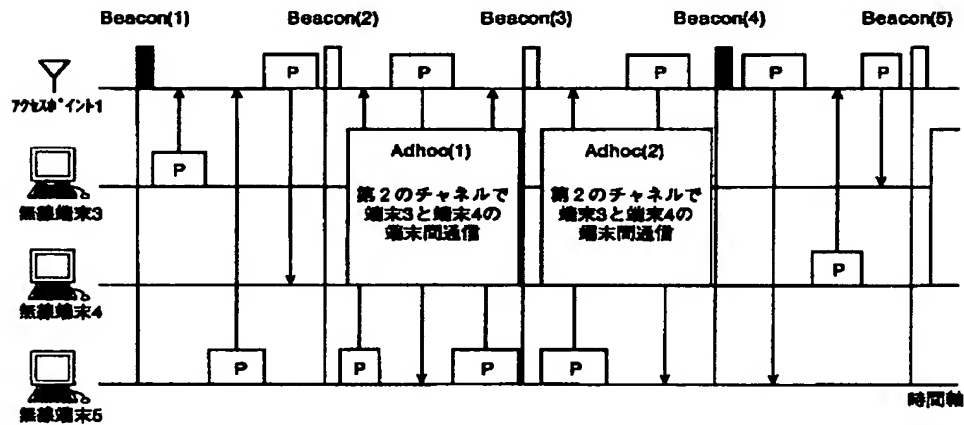 Beacon(1) Beacon(2) Beacon(3) Beacon(4) Beacon(5)
P P P P P
アクセスポイント1
P
無線端末3
Adhoc(1) Adhoc(2)
第2のチャネルで 第2のチャネルで
端末3と端末4の 端末3と端末4の
端末間通信 端末間通信
P
無線端末4
P P P P
無線端末5
時間軸